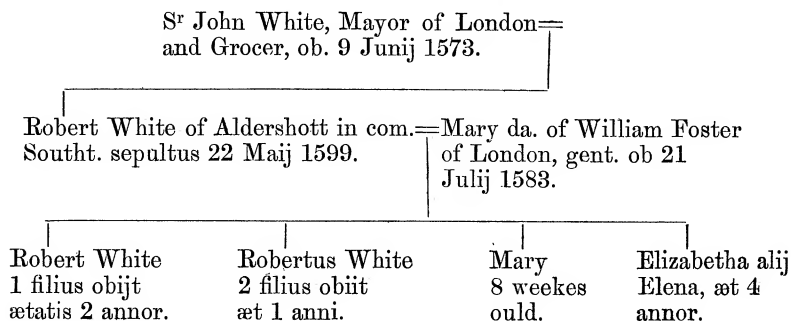 Sr John White, Mayor of London=
and Grocer, ob. 9 Junij 1573.
Robert White of Aldershott in com.=Mary da. of William Foster
Southt. sepultus 22 Maij 1599.
of London, gent. ob 21
Julij 1583.
Robert White
1 filius obijt
ætatis 2 annor.
Robertus White
2 filius obiit
æt 1 anni.
Mary
8 weekes
ould.
Elizabetha alij
Elena, æt 4
annor.